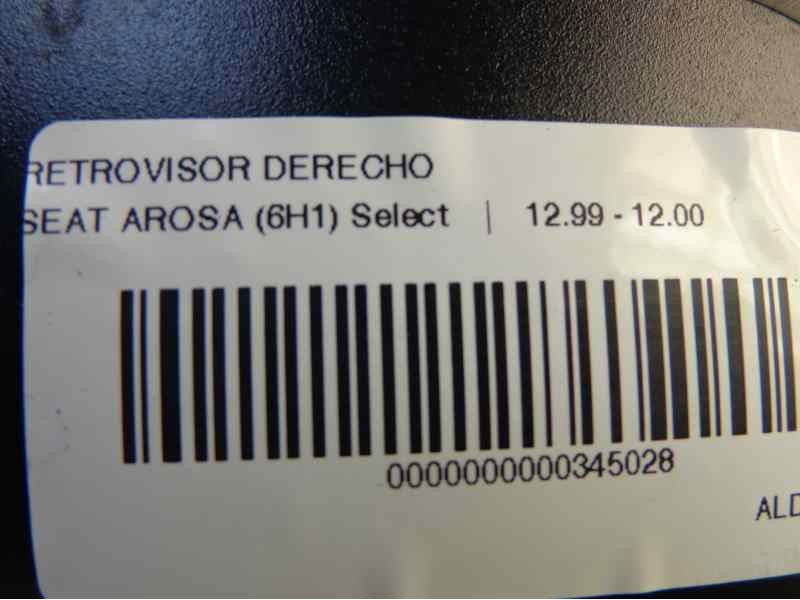 RETROVISOR DERECHO
SEAT AROSA (6H1) Select | 12.99 - 12.00
0000000000345028
ALD